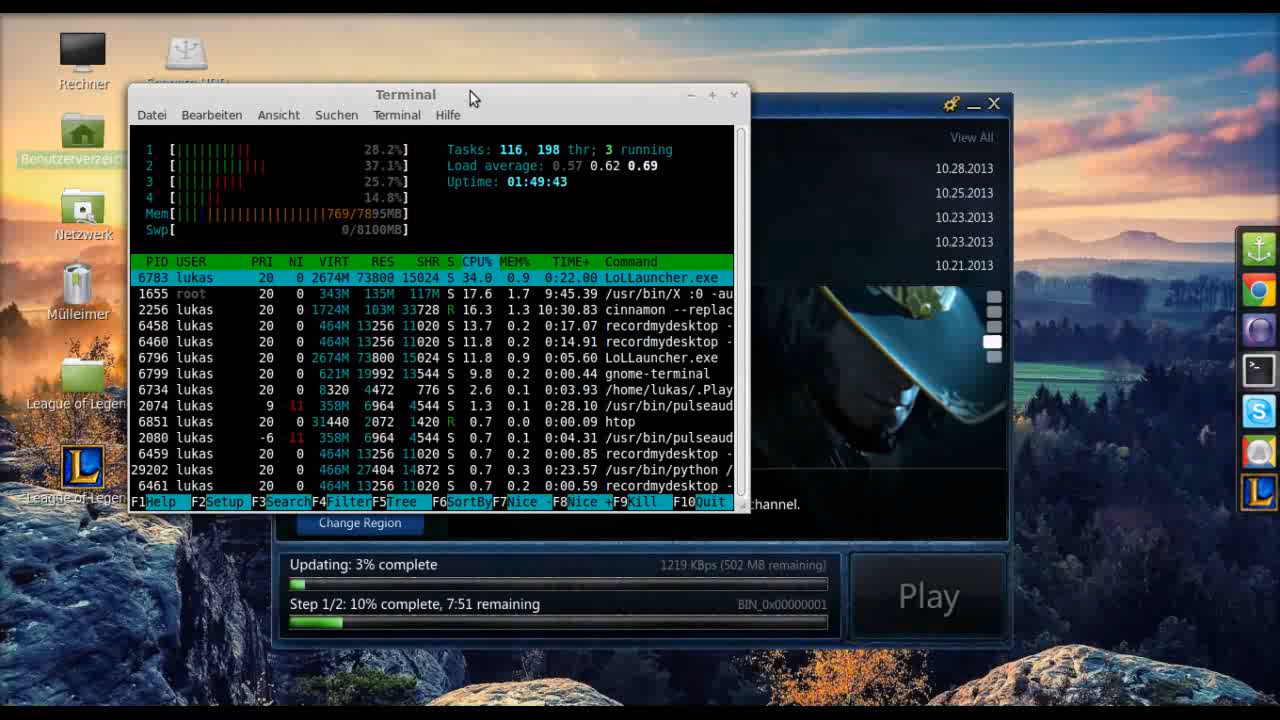 Rechner
Benutzerverzeic
Netzwerk
Mülleimer
League of Legen
League of Legen
Terminal
Datei Bearbeiten Ansicht Suchen Terminal Hilfe
1 [||||||||||| 28.2%]
2 [||||||||||||| 37.1%]
3 [|||||||||| 25.7%]
4 [|||||| 14.8%]
Mem[||||||||||||||||||||||769/7895MB]
Swp[ 0/8100MB]
Tasks: 116, 198 thr; 3 running
Load average: 0.57 0.62 0.69
Uptime: 01:49:43
PID USER PRI NI VIRT RES SHR S CPU% MEM% TIME+ Command
6783 lukas 20 0 2674M 73800 15024 S 34.0 0.9 0:22.00 LoLLauncher.exe
1655 root 20 0 343M 135M 117M S 17.6 1.7 9:45.39 /usr/bin/X :0 -au
2256 lukas 20 0 1724M 103M 33728 R 16.3 1.3 10:30.83 cinnamon --replac
6458 lukas 20 0 464M 13256 11020 S 13.7 0.2 0:17.07 recordmydesktop -
6460 lukas 20 0 464M 13256 11020 S 11.8 0.2 0:14.91 recordmydesktop -
6796 lukas 20 0 2674M 73800 15024 S 11.8 0.9 0:05.60 LoLLauncher.exe
6799 lukas 20 0 621M 19992 13544 S 9.8 0.2 0:00.44 gnome-terminal
6734 lukas 20 0 8320 4472 776 S 2.6 0.1 0:03.93 /home/lukas/.Play
2074 lukas 9 11 358M 6964 4544 S 1.3 0.1 0:28.10 /usr/bin/pulseaud
6851 lukas 20 0 31440 2072 1420 R 0.7 0.0 0:00.09 htop
2080 lukas -6 11 358M 6964 4544 S 0.7 0.1 0:04.31 /usr/bin/pulseaud
6459 lukas 20 0 464M 13256 11020 S 0.7 0.2 0:00.85 recordmydesktop -
29202 lukas 20 0 466M 27404 14872 S 0.7 0.3 0:23.57 /usr/bin/python /
6461 lukas 20 0 464M 13256 11020 S 0.7 0.2 0:00.59 recordmydesktop -
F1Help F2Setup F3SearchF4FilterF5Tree F6SortByF7Nice -F8Nice +F9Kill F10Quit
View All
10.28.2013
10.25.2013
10.23.2013
10.23.2013
10.21.2013
channel.
Change Region
Updating: 3% complete 1219 KBps (502 MB remaining)
Step 1/2: 10% complete, 7:51 remaining BIN_0x00000001
Play